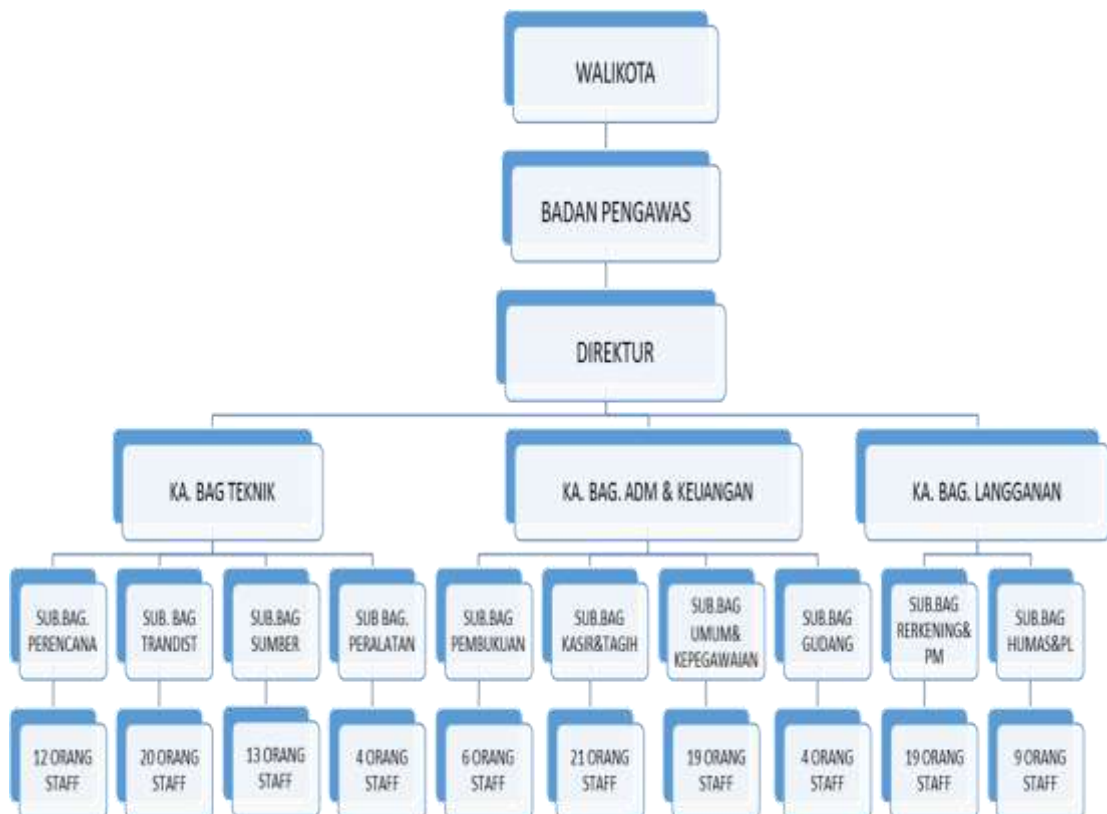 WALIKOTA
BADAN PENGAWAS
DIREKTUR
KA. BAG TEKNIK
KA. BAG. ADM & KEUANGAN
KA. BAG. LANGGANAN
SUB.BAG.
PERENCANA
SUB. BAG
TRANDIST
SUB.BAG
SUMBER
SUB BAG.
PERALATAN
SUB.BAG
PEMBUKUAN
SUB.BAG
KASIR&TAGIH
SUB.BAG
UMUM&
KEPEGAWAIAN
SUB.BAG
GUDANG
SUB.BAG
RERKENING&
PM
SUB.BAG
HUMAS&PL
12 ORANG
STAFF
20 ORANG
STAFF
13 ORANG
STAFF
4 ORANG
STAFF
6 ORANG
STAFF
21 ORANG
STAFF
19 ORANG
STAFF
4 ORANG
STAFF
19 ORANG
STAFF
9 ORANG
STAFF